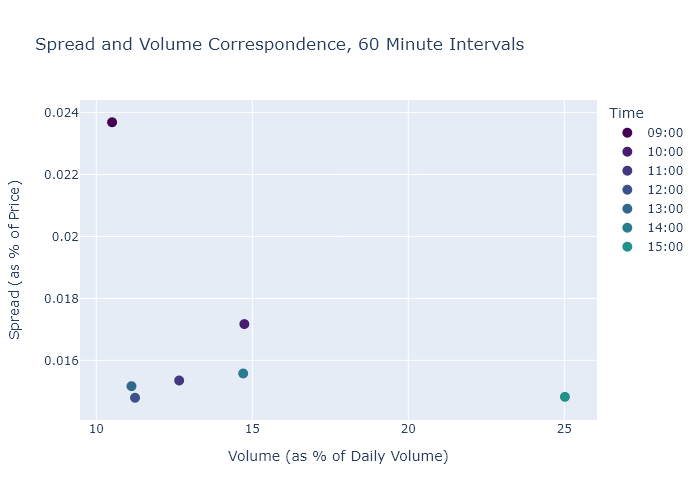 Spread and Volume Correspondence, 60 Minute Intervals
Time
09:00
10:00
11:00
12:00
13:00
14:00
15:00
Spread (as % of Price)
0.024
0.022
0.02
0.018
0.016
10 15 20 25
Volume (as % of Daily Volume)